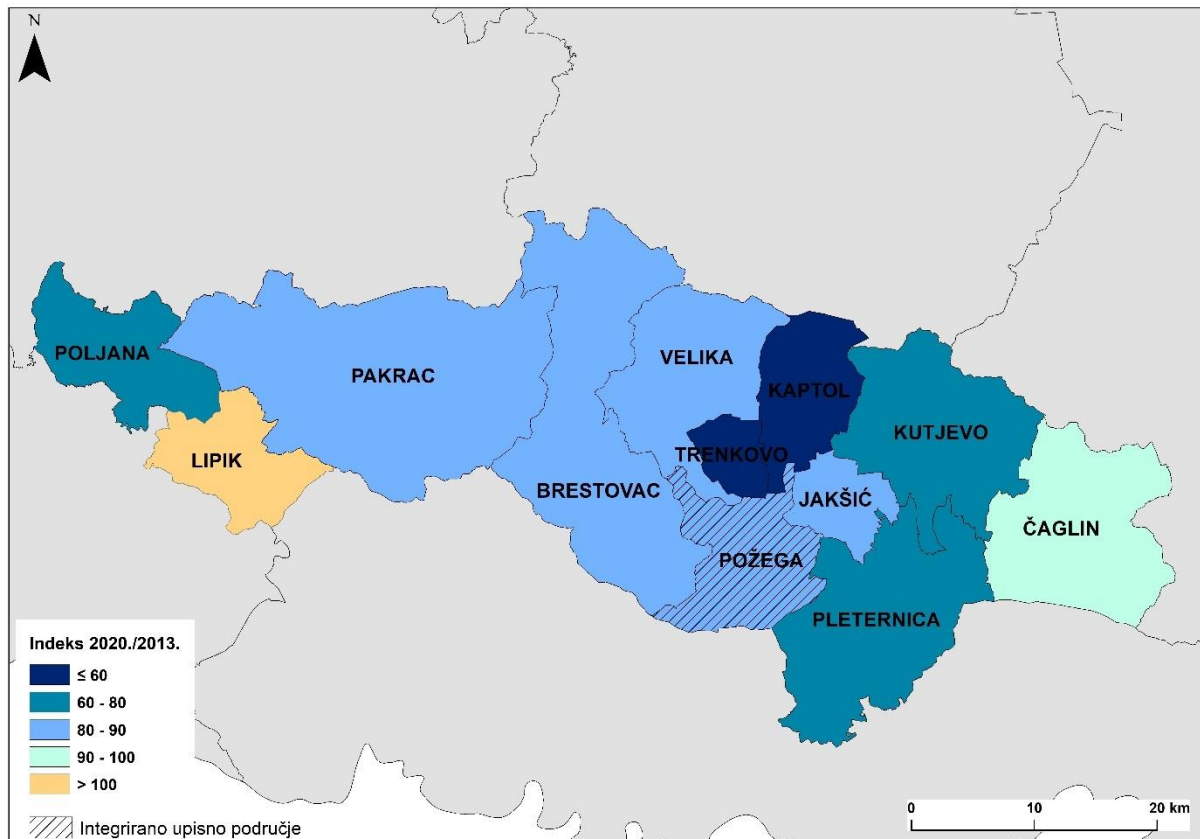 N
POLJANA
PAKRAC
VELIKA
KAPTOL
KUTJEVO
LIPIK
TRENKOVO
BRESTOVAC
JAKŠIĆ
ČAGLIN
POŽEGA
PLETERNICA
Indeks 2020./2013.
≤ 60
60 - 80
80 - 90
90 - 100
> 100
Integrirano upisno područje
0 10 20 km